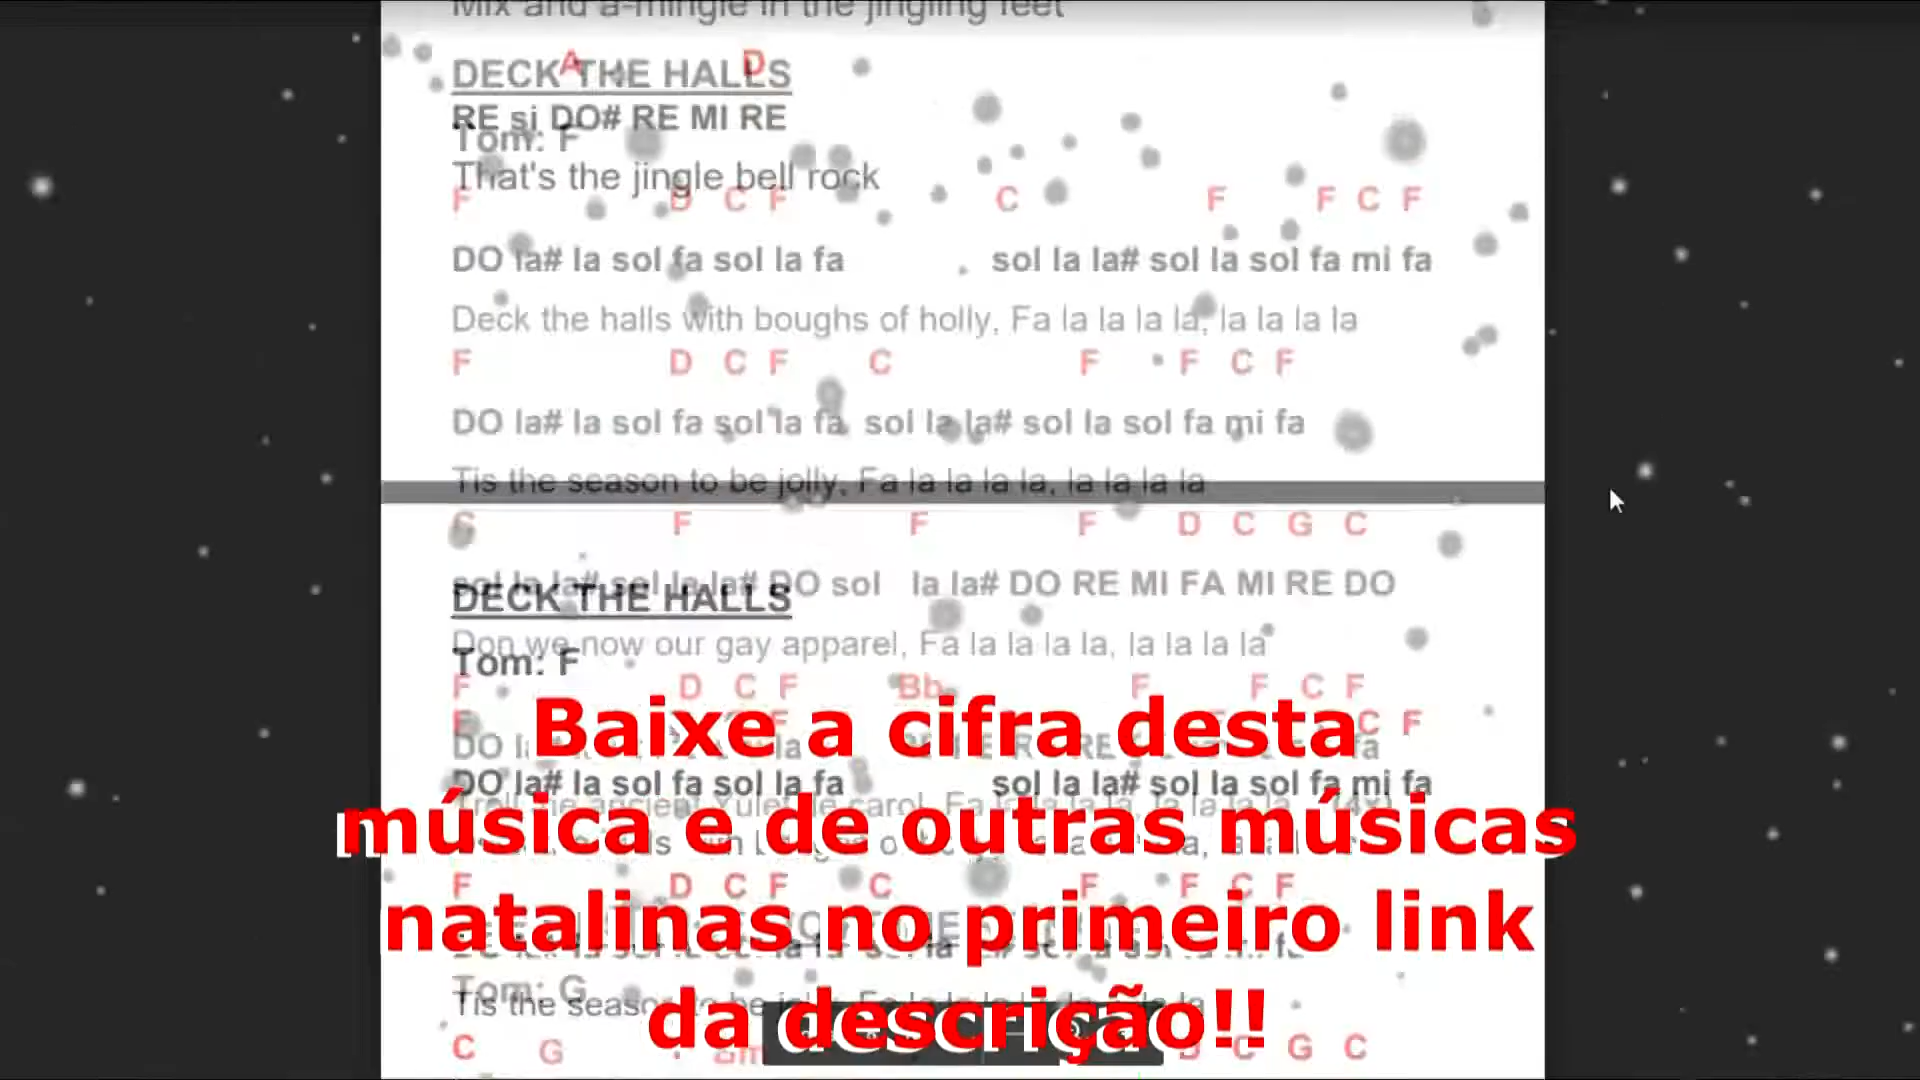 Mix and a-mingle in the jingling feet
A D
DECK THE HALLS
RE si DO# RE MI RE
Tom: F
That's the jingle bell rock
F D C F C F F C F
DO la# la sol fa sol la fa sol la la# sol la sol fa mi fa
Deck the halls with boughs of holly, Fa la la la la, la la la la
F D C F C F F C F
DO la# la sol fa sol la fa sol la la# sol la sol fa mi fa
Tis the season to be jolly, Fa la la la la, la la la la
C F F F D C G C
sol la la# sol la la# DO sol la la# DO RE MI FA MI RE DO
DECK THE HALLS
Don we now our gay apparel, Fa la la la la, la la la la
Tom: F
F D C F Bb F F C F
Baixe a cifra desta
DO la# la sol fa sol la fa sol la la# sol la sol fa mi fa
música e de outras músicas
F D C F C F F C F
natalinas no primeiro link
Tom: G
da descrição!!
C G C G C